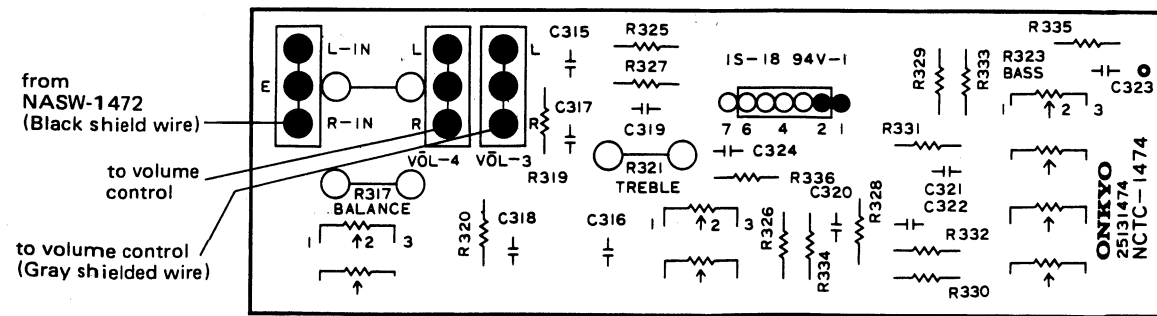 from
NASW-1472
(Black shield wire)
to volume
control
to volume control
(Gray shielded wire)
L-IN
E
R-IN
L
R
VŌL-4
L
R
VŌL-3
R317
BALANCE
1 2 3
C315
C317
R319
R320
C318
C316
R325
R327
C319
R321
TREBLE
1 3
IS-18 94V-1
7 6 4 2 1
C324
R336
R326
R334
C320
R328
R329
R333
R331
C321
C322
R332
R330
R335
R323
BASS
C323
1 2 3
ONKYO
25131474
NCTC-1474